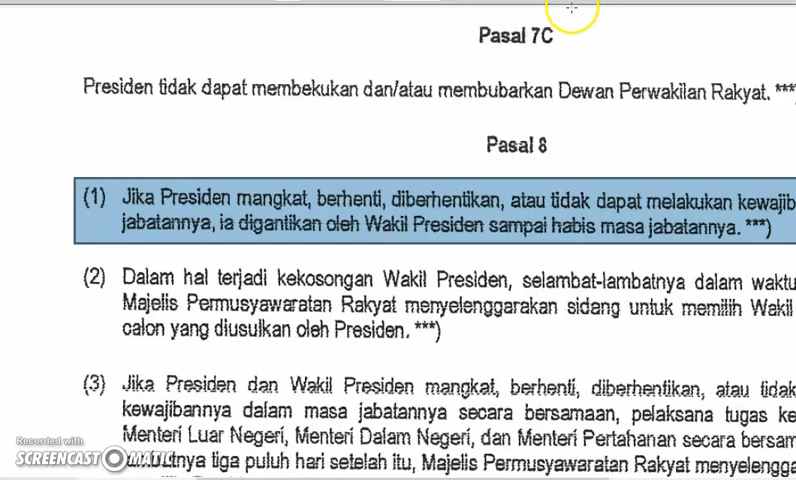 Pasal 7C
Presiden tidak dapat membekukan dan/atau membubarkan Dewan Perwakilan Rakyat. ***
Pasal 8
(1) Jika Presiden mangkat, berhenti, diberhentikan, atau tidak dapat melakukan kewajib
jabatannya, ia digantikan oleh Wakil Presiden sampai habis masa jabatannya. ***)
(2) Dalam hal terjadi kekosongan Wakil Presiden, selambat-lambatnya dalam waktu
Majelis Permusyawaratan Rakyat menyelenggarakan sidang untuk memilih Wakil
calon yang diusulkan oleh Presiden. ***)
(3) Jika Presiden dan Wakil Presiden mangkat, berhenti, diberhentikan, atau tidak
kewajibannya dalam masa jabatannya secara bersamaan, pelaksana tugas ke
Menteri Luar Negeri, Menteri Dalam Negeri, dan Menteri Pertahanan secara bersam
tiga puluh hari setelah itu, Majelis Permusyawaratan Rakyat menyelengga
Recorded with
SCREENCAST MATIC